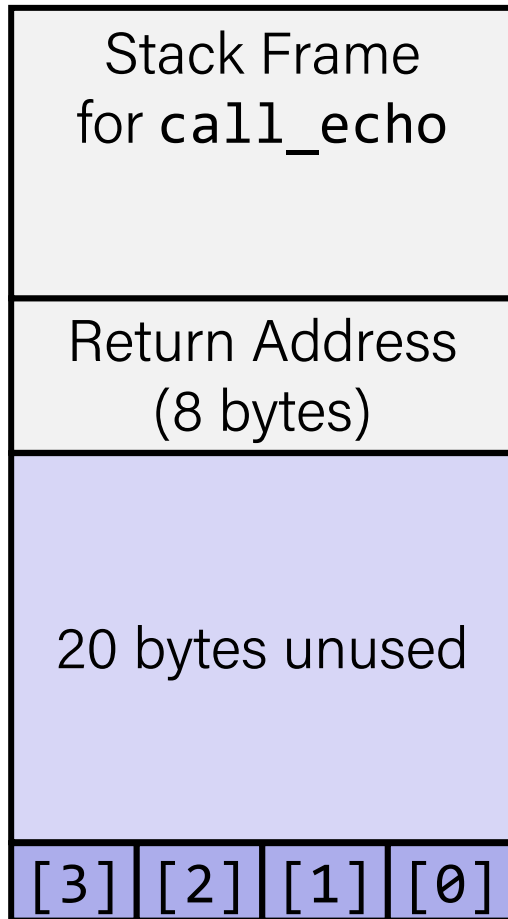 Stack Frame
for call_echo
Return Address
(8 bytes)
20 bytes unused
[3] [2] [1] [0]